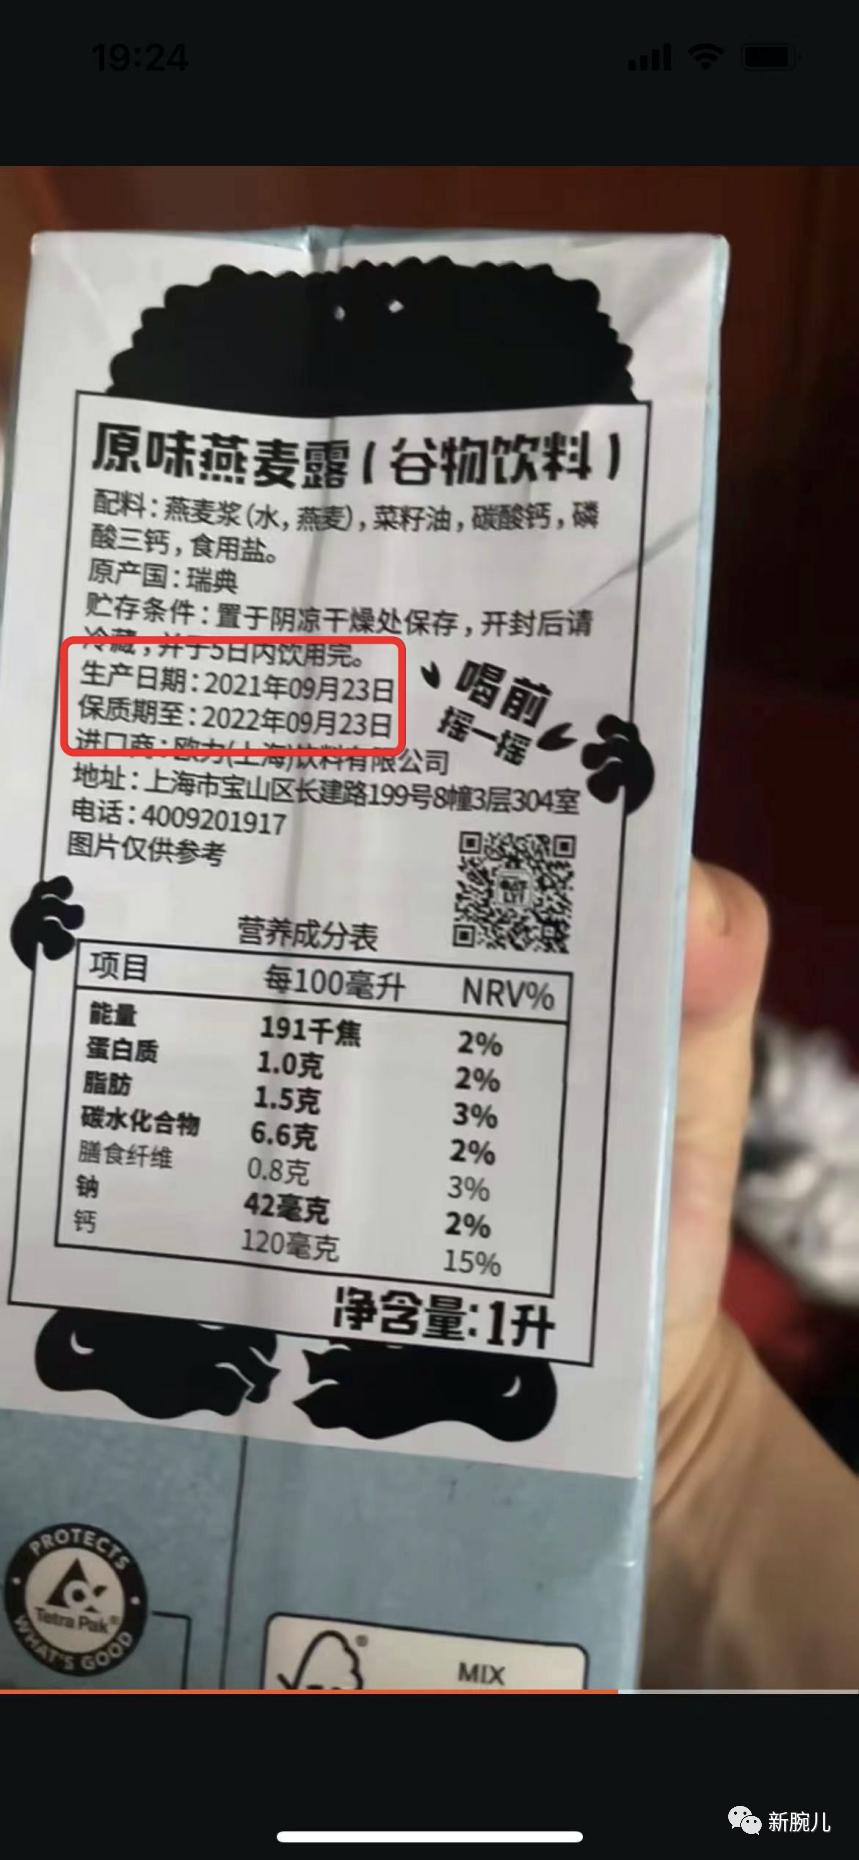 19:24
原味燕麦露(谷物饮料)
配料:燕麦浆(水,燕麦),菜籽油,碳酸钙,磷
酸三钙,食用盐。
原产国:瑞典
贮存条件:置于阴凉干燥处保存,开封后请
冷藏,并于5日内饮用完。
生产日期:2021年09月23日
保质期至:2022年09月23日
进口商:欧力(上海)饮料有限公司
地址:上海市宝山区长建路199号8幢3层304室
电话:4009201917
图片仅供参考
喝前
摇一摇
营养成分表
项目 每100毫升 NRV%
能量 191千焦 2%
蛋白质 1.0克 2%
脂肪 1.5克 3%
碳水化合物 6.6克 2%
膳食纤维 0.8克 3%
钠 42毫克 2%
钙 120毫克 15%
净含量:1升
PROTECTS
Tetra Pak®
WHAT'S GOOD
®
MIX
新腕儿